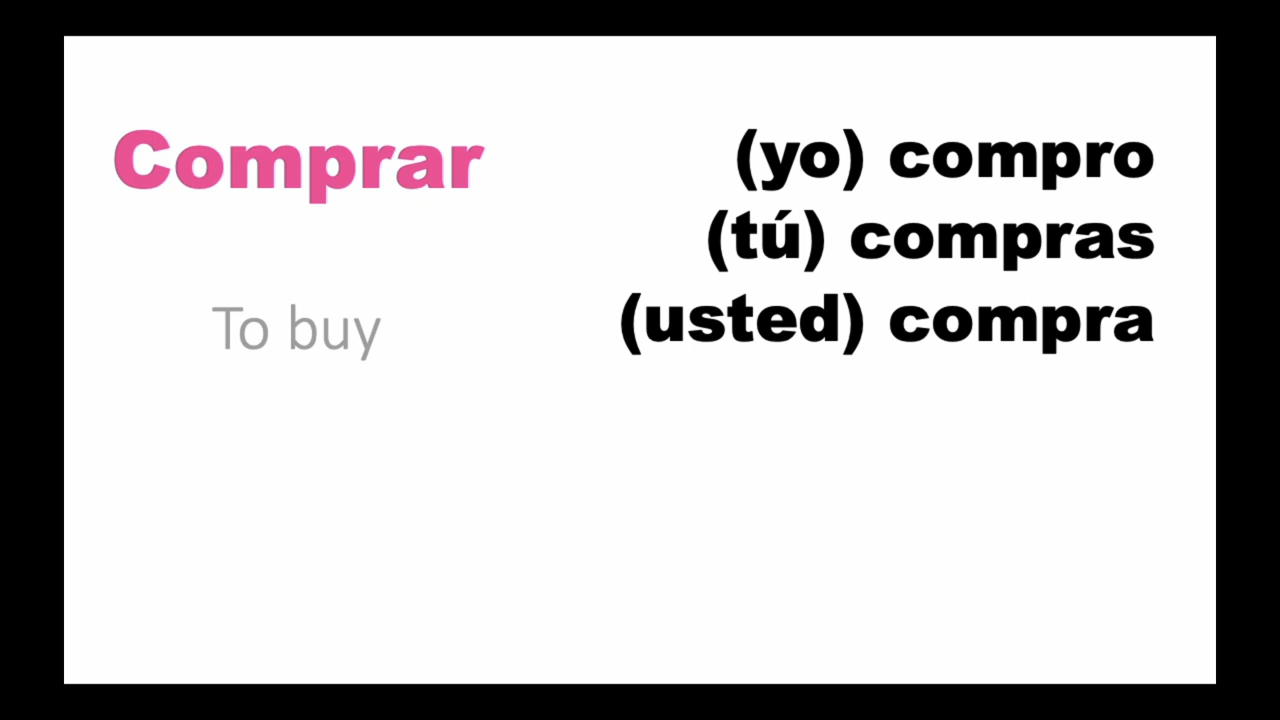 Comprar
To buy
(yo) compro
(tú) compras
(usted) compra